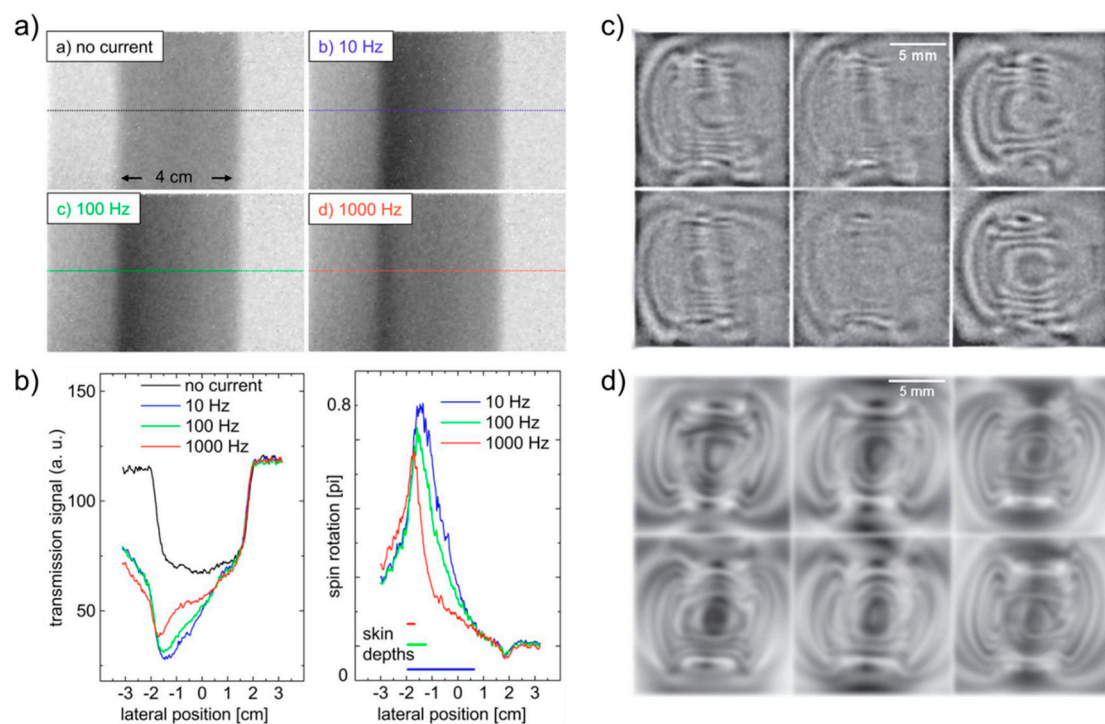 a)
a) no current
b) 10 Hz
4 cm
c) 100 Hz
d) 1000 Hz
b)
150
100
50
transmission signal (a. u.)
no current
10 Hz
100 Hz
1000 Hz
-3 -2 -1 0 1 2 3
lateral position [cm]
0.8
0
spin rotation [pi]
10 Hz
100 Hz
1000 Hz
skin
depths
-3 -2 -1 0 1 2 3
lateral position [cm]
c)
5 mm
d)
5 mm